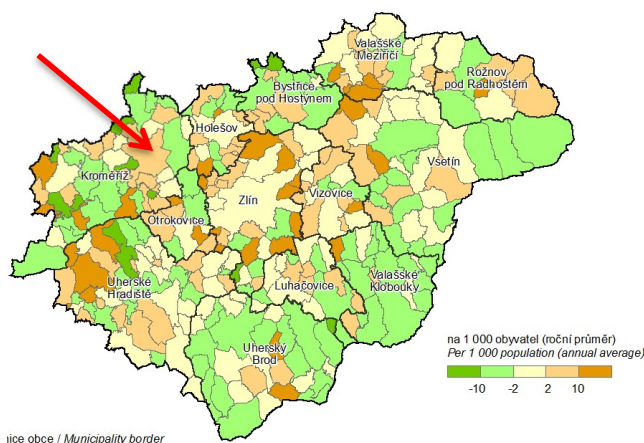 Valašské
Meziříčí
Rožnov
pod Radhoštěm
Bystřice
pod Hostýnem
Holešov
Vsetín
Kroměříž
Zlín
Vizovice
Otrokovice
Valašské
Klobouky
Uherské
Hradiště
Luhačovice
Uherský
Brod
na 1 000 obyvatel (roční průměr)
Per 1 000 population (annual average)
-10 -2 2 10
nice obce / Municipality border